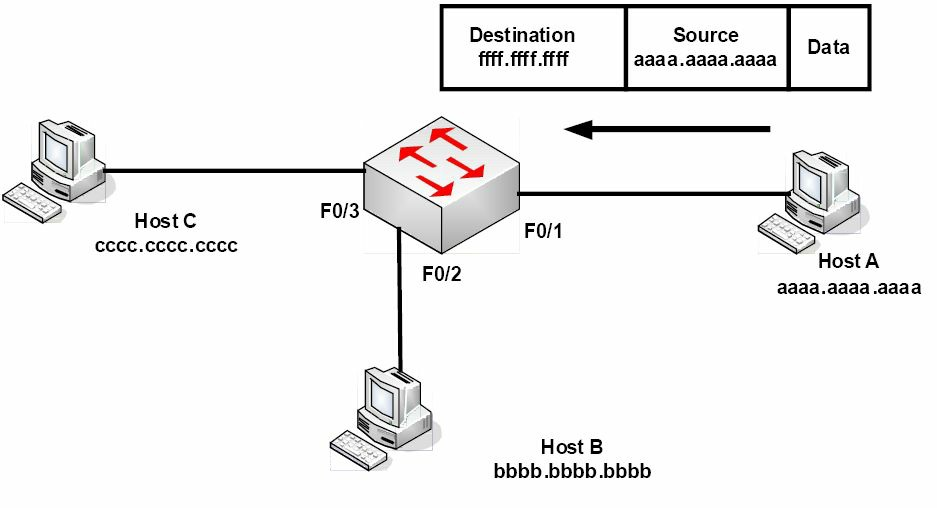 Destination
ffff.ffff.ffff
Source
aaaa.aaaa.aaaa
Data
Host C
cccc.cccc.cccc
F0/3
F0/1
F0/2
Host A
aaaa.aaaa.aaaa
Host B
bbbb.bbbb.bbbb